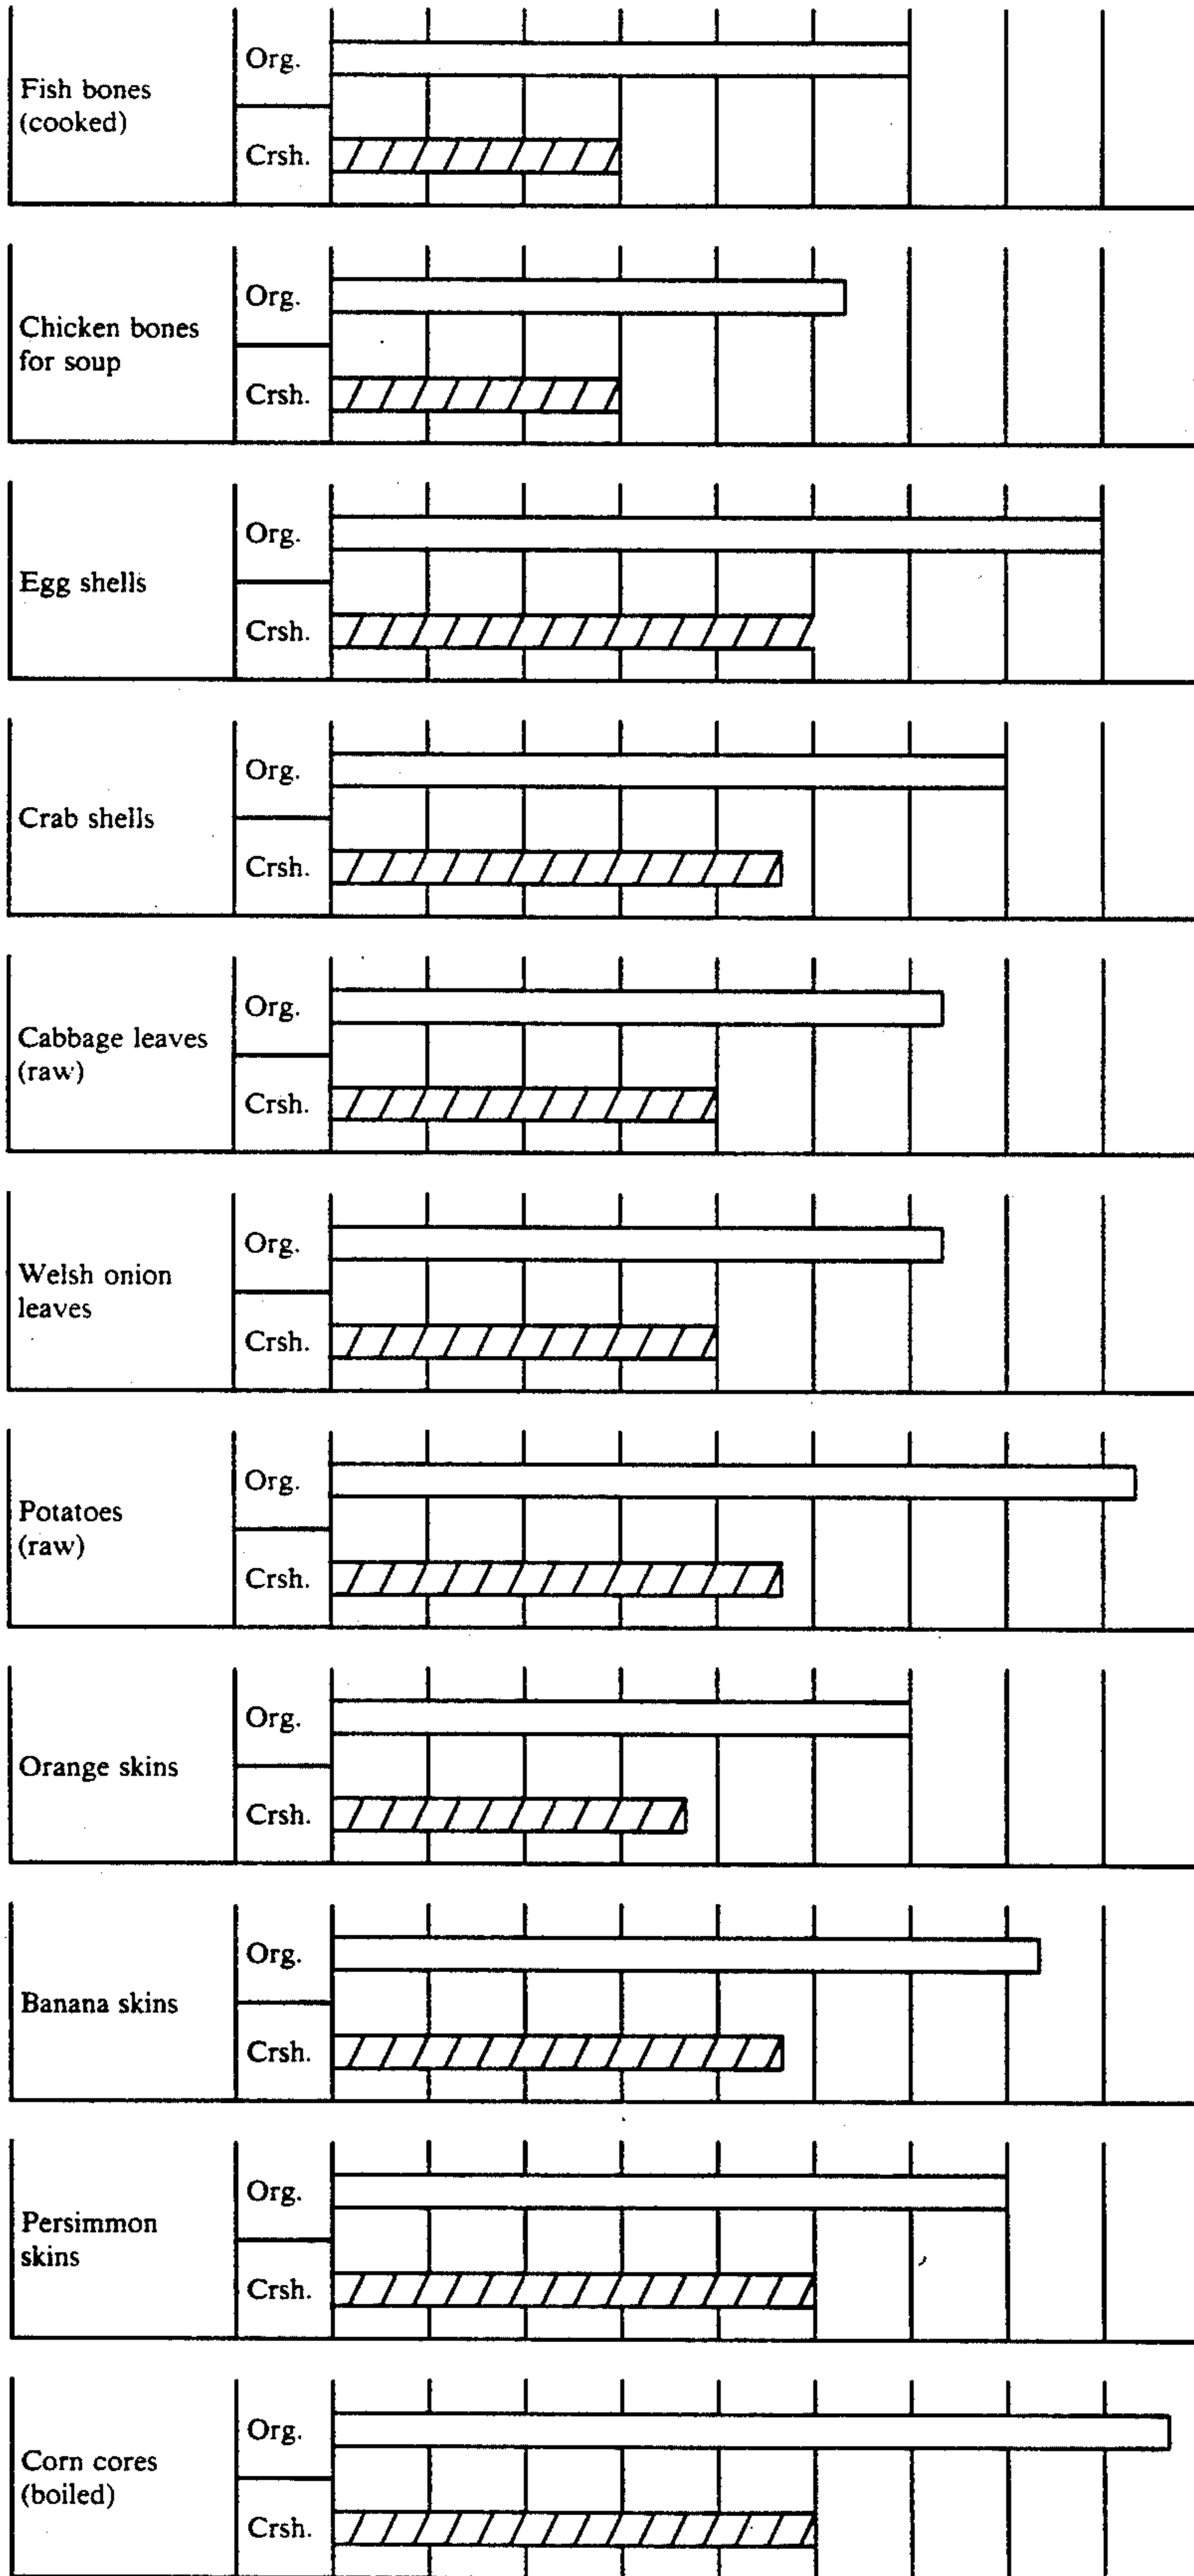 Org.
Fish bones
(cooked)
Crsh.
Org.
Chicken bones
for soup
Crsh.
Org.
Egg shells
Crsh.
Org.
Crab shells
Crsh.
Org.
Cabbage leaves
(raw)
Crsh.
Org.
Welsh onion
leaves
Crsh.
Org.
Potatoes
(raw)
Crsh.
Org.
Orange skins
Crsh.
Org.
Banana skins
Crsh.
Org.
Persimmon
skins
Crsh.
Org.
Corn cores
(boiled)
Crsh.